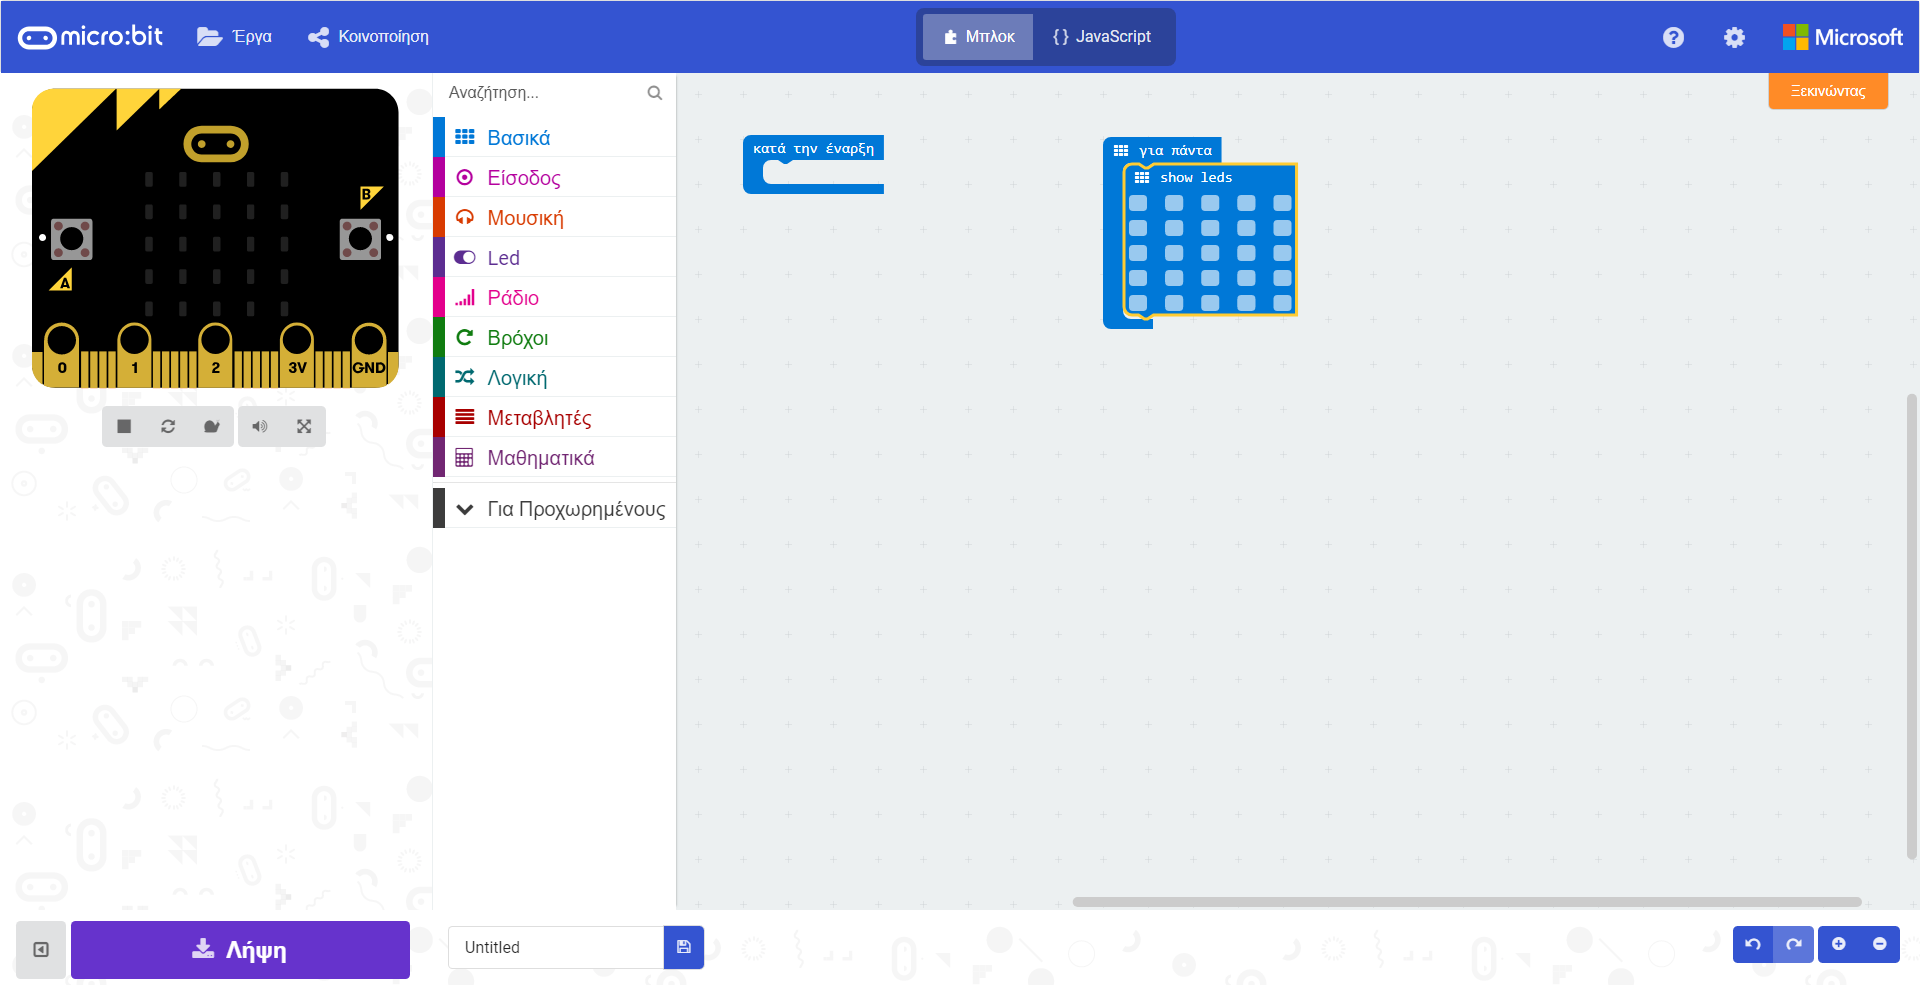 micro:bit Έργα Κοινοποίηση Μπλοκ {} JavaScript ? Microsoft
Ξεκινώντας
Αναζήτηση...
Βασικά
Είσοδος
Μουσική
Led
Ράδιο
Βρόχοι
Λογική
Μεταβλητές
Μαθηματικά
Για Προχωρημένους
B
A
0 1 2 3V GND
κατά την έναρξη
για πάντα
show leds
Λήψη
Untitled